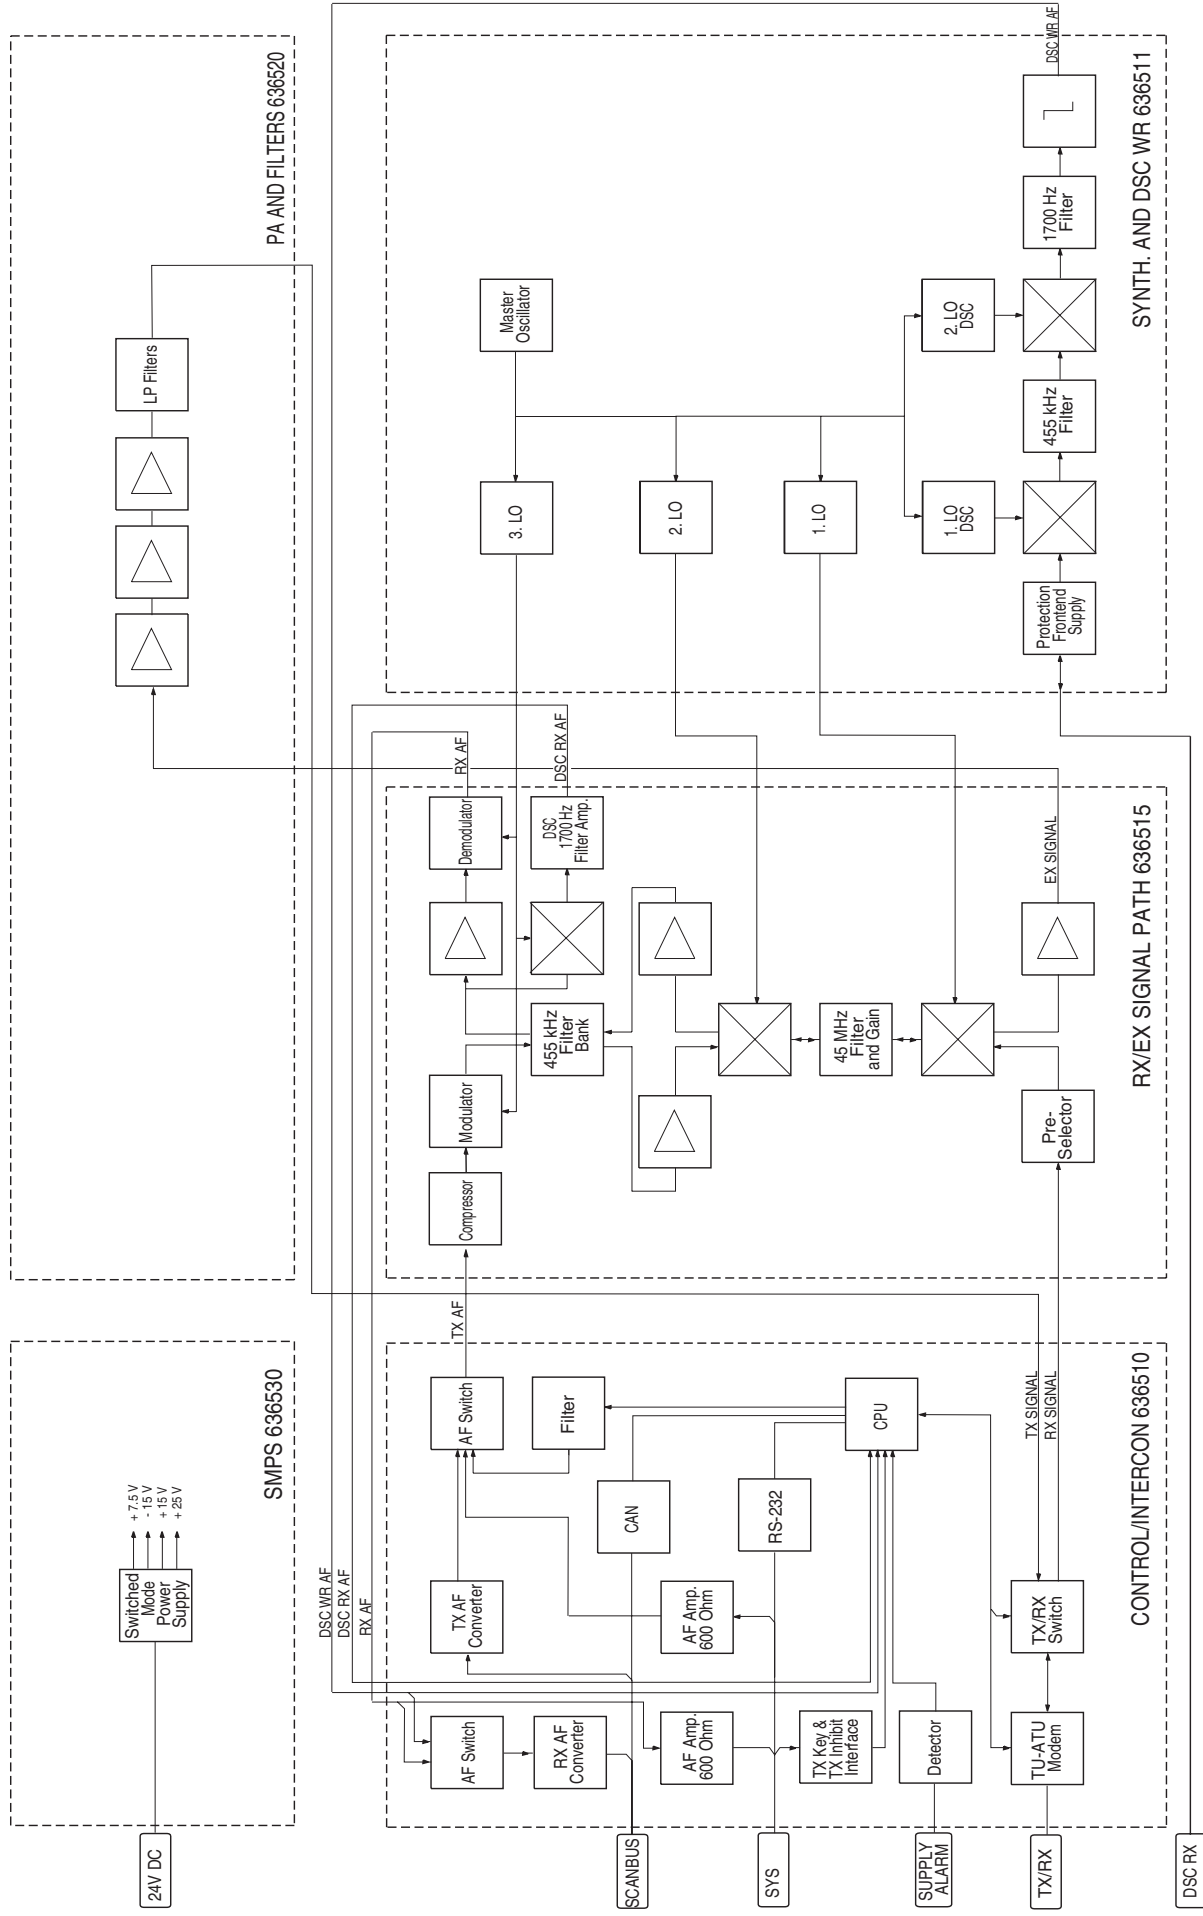 24V DC
Switched
Mode
Power
Supply
+ 7.5 V
- 15 V
+ 15 V
+ 25 V
SMPS 636530
LP Filters
PA AND FILTERS 636520
DSC WR AF
DSC RX AF
RX AF
SCANBUS
SYS
SUPPLY
ALARM
TX/RX
DSC RX
AF Switch
RX AF
Converter
AF Amp.
600 Ohm
TX Key &
TX Inhibit
Interface
Detector
TU-ATU
Modem
TX AF
Converter
AF Amp.
600 Ohm
TX/RX
Switch
CAN
RS-232
AF Switch
Filter
CPU
TX SIGNAL
RX SIGNAL
CONTROL/INTERCON 636510
TX AF
Compressor
Modulator
455 kHz
Filter
Bank
Demodulator
DSC
1700 Hz
Filter Amp.
RX AF
DSC RX AF
45 MHz
Filter
and Gain
Pre-
Selector
EX SIGNAL
RX/EX SIGNAL PATH 636515
3. LO
2. LO
1. LO
Master
Oscillator
1. LO
DSC
2. LO
DSC
Protection
Frontend
Supply
455 kHz
Filter
1700 Hz
Filter
DSC WR AF
SYNTH. AND DSC WR 636511